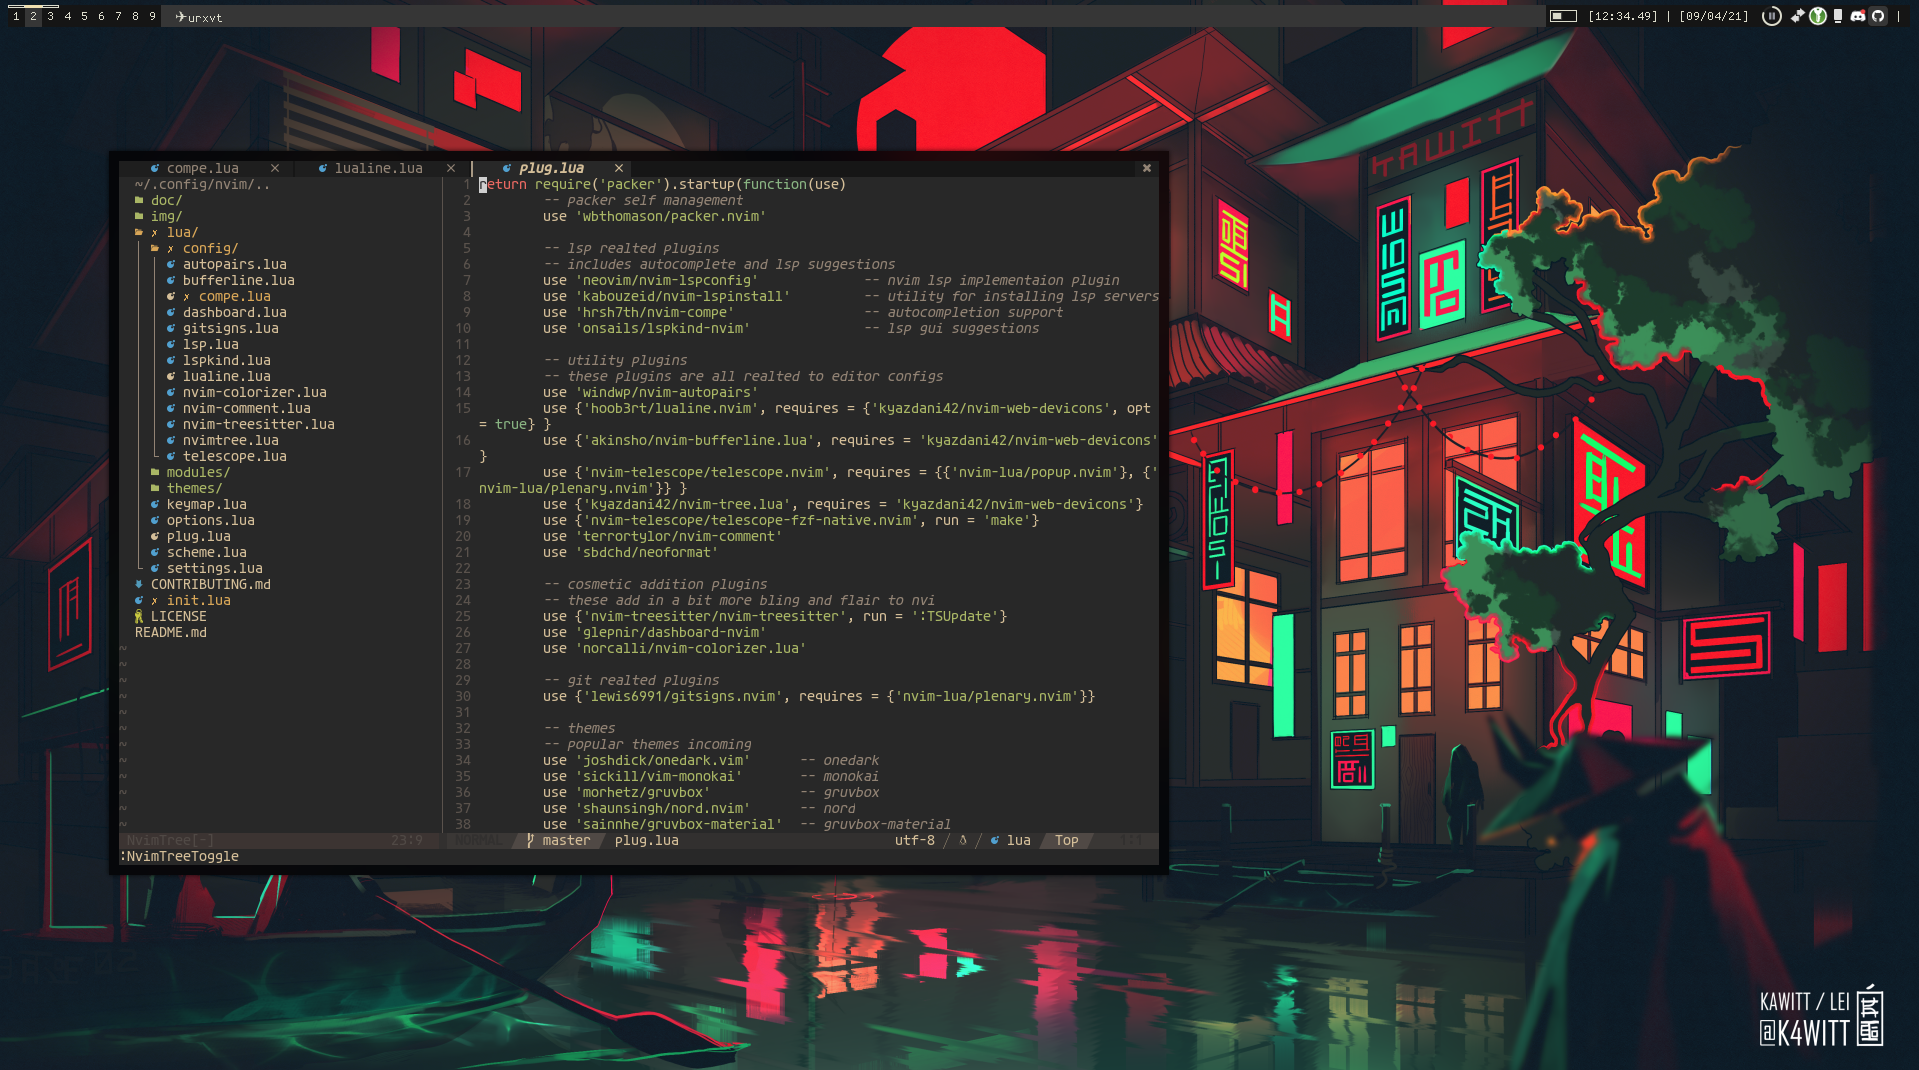 1 2 3 4 5 6 7 8 9 urxvt [12:34.49] | [09/04/21] |
compe.lua lualine.lua plug.lua
~/.config/nvim/..
doc/
img/
lua/
config/
autopairs.lua
bufferline.lua
compe.lua
dashboard.lua
gitsigns.lua
lsp.lua
lspkind.lua
lualine.lua
nvim-colorizer.lua
nvim-comment.lua
nvim-treesitter.lua
nvimtree.lua
telescope.lua
modules/
themes/
keymap.lua
options.lua
plug.lua
scheme.lua
settings.lua
CONTRIBUTING.md
init.lua
LICENSE
README.md
1 return require('packer').startup(function(use)
2 -- packer self management
3 use 'wbthomason/packer.nvim'
4
5 -- lsp realted plugins
6 -- includes autocomplete and lsp suggestions
7 use 'neovim/nvim-lspconfig' -- nvim lsp implementaion plugin
8 use 'kabouzeid/nvim-lspinstall' -- utility for installing lsp servers
9 use 'hrsh7th/nvim-compe' -- autocompletion support
10 use 'onsails/lspkind-nvim' -- lsp gui suggestions
11
12 -- utility plugins
13 -- these plugins are all realted to editor configs
14 use 'windwp/nvim-autopairs'
15 use {'hoob3rt/lualine.nvim', requires = {'kyazdani42/nvim-web-devicons', opt
= true} }
16 use {'akinsho/nvim-bufferline.lua', requires = 'kyazdani42/nvim-web-devicons'
}
17 use {'nvim-telescope/telescope.nvim', requires = {{'nvim-lua/popup.nvim'}, {'
nvim-lua/plenary.nvim'}} }
18 use {'kyazdani42/nvim-tree.lua', requires = 'kyazdani42/nvim-web-devicons'}
19 use {'nvim-telescope/telescope-fzf-native.nvim', run = 'make'}
20 use 'terrortylor/nvim-comment'
21 use 'sbdchd/neoformat'
22
23 -- cosmetic addition plugins
24 -- these add in a bit more bling and flair to nvi
25 use {'nvim-treesitter/nvim-treesitter', run = ':TSUpdate'}
26 use 'glepnir/dashboard-nvim'
27 use 'norcalli/nvim-colorizer.lua'
28
29 -- git realted plugins
30 use {'lewis6991/gitsigns.nvim', requires = {'nvim-lua/plenary.nvim'}}
31
32 -- themes
33 -- popular themes incoming
34 use 'joshdick/onedark.vim' -- onedark
35 use 'sickill/vim-monokai' -- monokai
36 use 'morhetz/gruvbox' -- gruvbox
37 use 'shaunsingh/nord.nvim' -- nord
38 use 'sainnhe/gruvbox-material' -- gruvbox-material
NvimTree[-] 23:9 NORMAL master plug.lua utf-8 lua Top 1:1
:NvimTreeToggle
KAWITT
KAWITT / LEI
@K4WITT